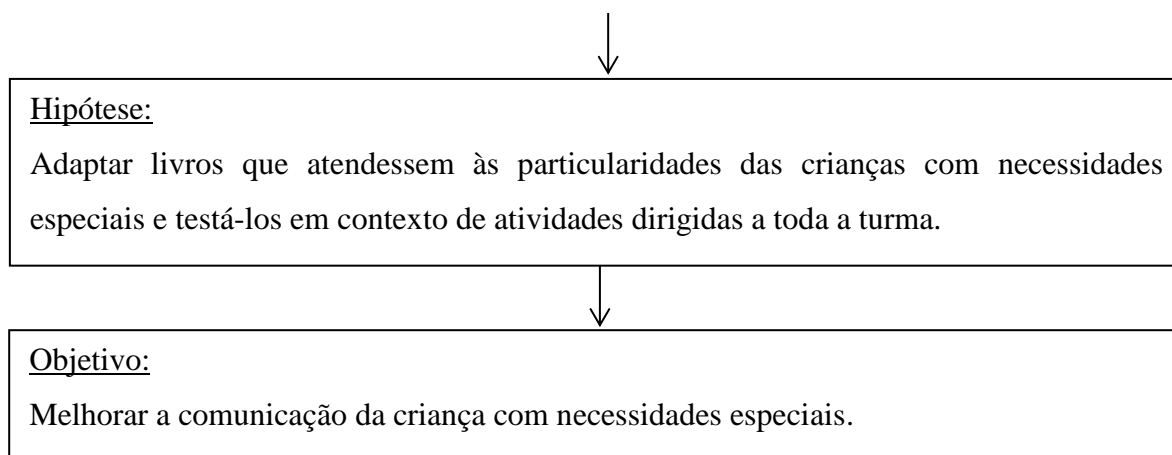 Hipótese:
Adaptar livros que atendessem às particularidades das crianças com necessidades
especiais e testá-los em contexto de atividades dirigidas a toda a turma.
Objetivo:
Melhorar a comunicação da criança com necessidades especiais.